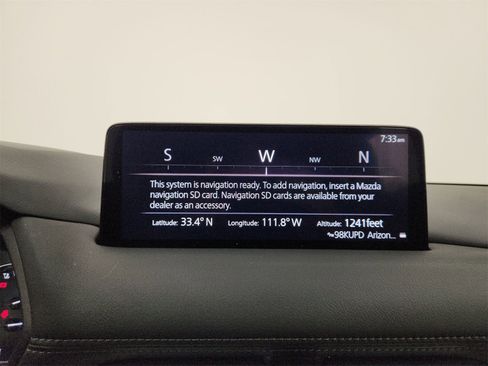 7:33am
S SW W NW N
This system is navigation ready. To add navigation, insert a Mazda
navigation SD card. Navigation SD cards are available from your
dealer as an accessory.
Latitude: 33.4° N Longitude: 111.8° W Altitude: 1241feet
98KUPD Arizon...